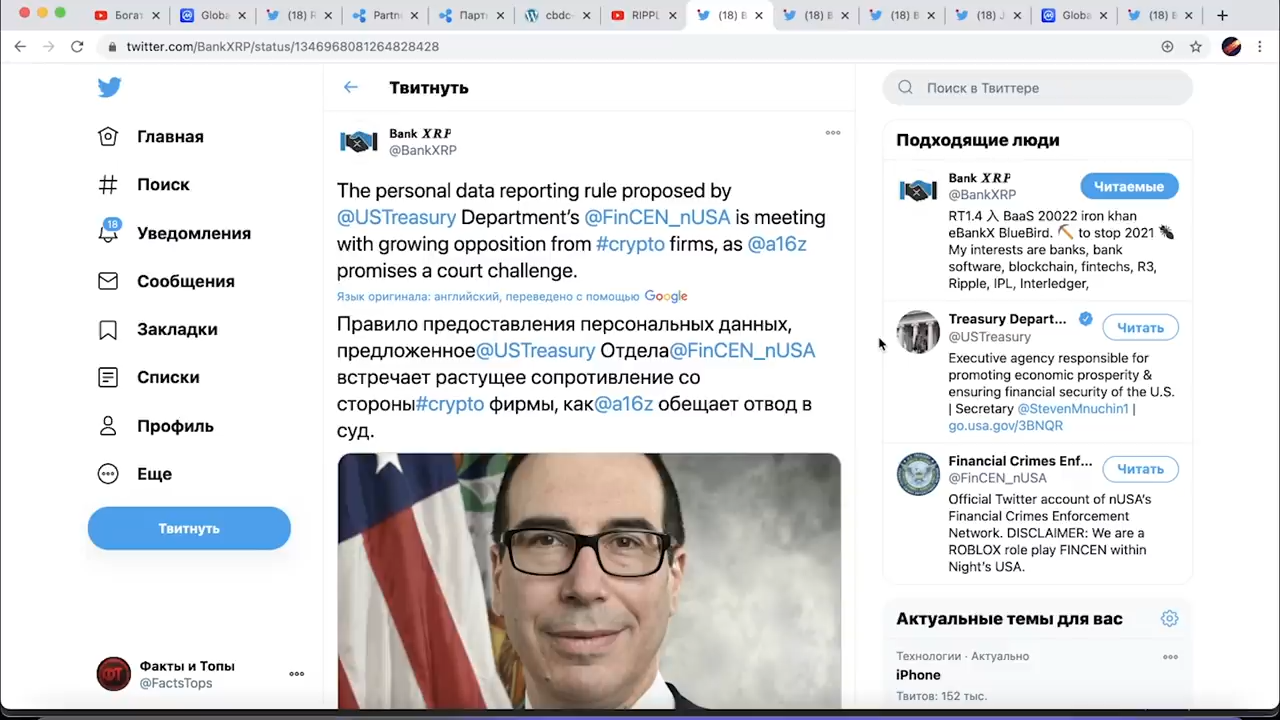 Богат
Globa
(18) F
Partne
Парти
cbdc-
RIPPL
(18) B
(18) B
(18) B
(18) J
Globa
(18) B
twitter.com/BankXRP/status/1346968081264828428
Главная
Поиск
18
Уведомления
Сообщения
Закладки
Списки
Профиль
Еще
Твитнуть
Факты и Топы
@FactsTops
Твитнуть
Bank XRP
@BankXRP
The personal data reporting rule proposed by
@USTreasury Department's @FinCEN_nUSA is meeting
with growing opposition from #crypto firms, as @a16z
promises a court challenge.
Язык оригинала: английский, переведено с помощью Google
Правило предоставления персональных данных,
предложенное@USTreasury Отдела@FinCEN_nUSA
встречает растущее сопротивление со
стороны#crypto фирмы, как@a16z обещает отвод в
суд.
Поиск в Твиттере
Подходящие люди
Bank XRP
@BankXRP
Читаемые
RT1.4 入 BaaS 20022 iron khan
eBankX BlueBird. ⛏️ to stop 2021 🐜
My interests are banks, bank
software, blockchain, fintechs, R3,
Ripple, IPL, Interledger,
Treasury Depart...
@USTreasury
Читать
Executive agency responsible for
promoting economic prosperity &
ensuring financial security of the U.S.
| Secretary @StevenMnuchin1 |
go.usa.gov/3BNQR
Financial Crimes Enf...
@FinCEN_nUSA
Читать
Official Twitter account of nUSA's
Financial Crimes Enforcement
Network. DISCLAIMER: We are a
ROBLOX role play FINCEN within
Night's USA.
Актуальные темы для вас
Технологии · Актуально
iPhone
Твитов: 152 тыс.